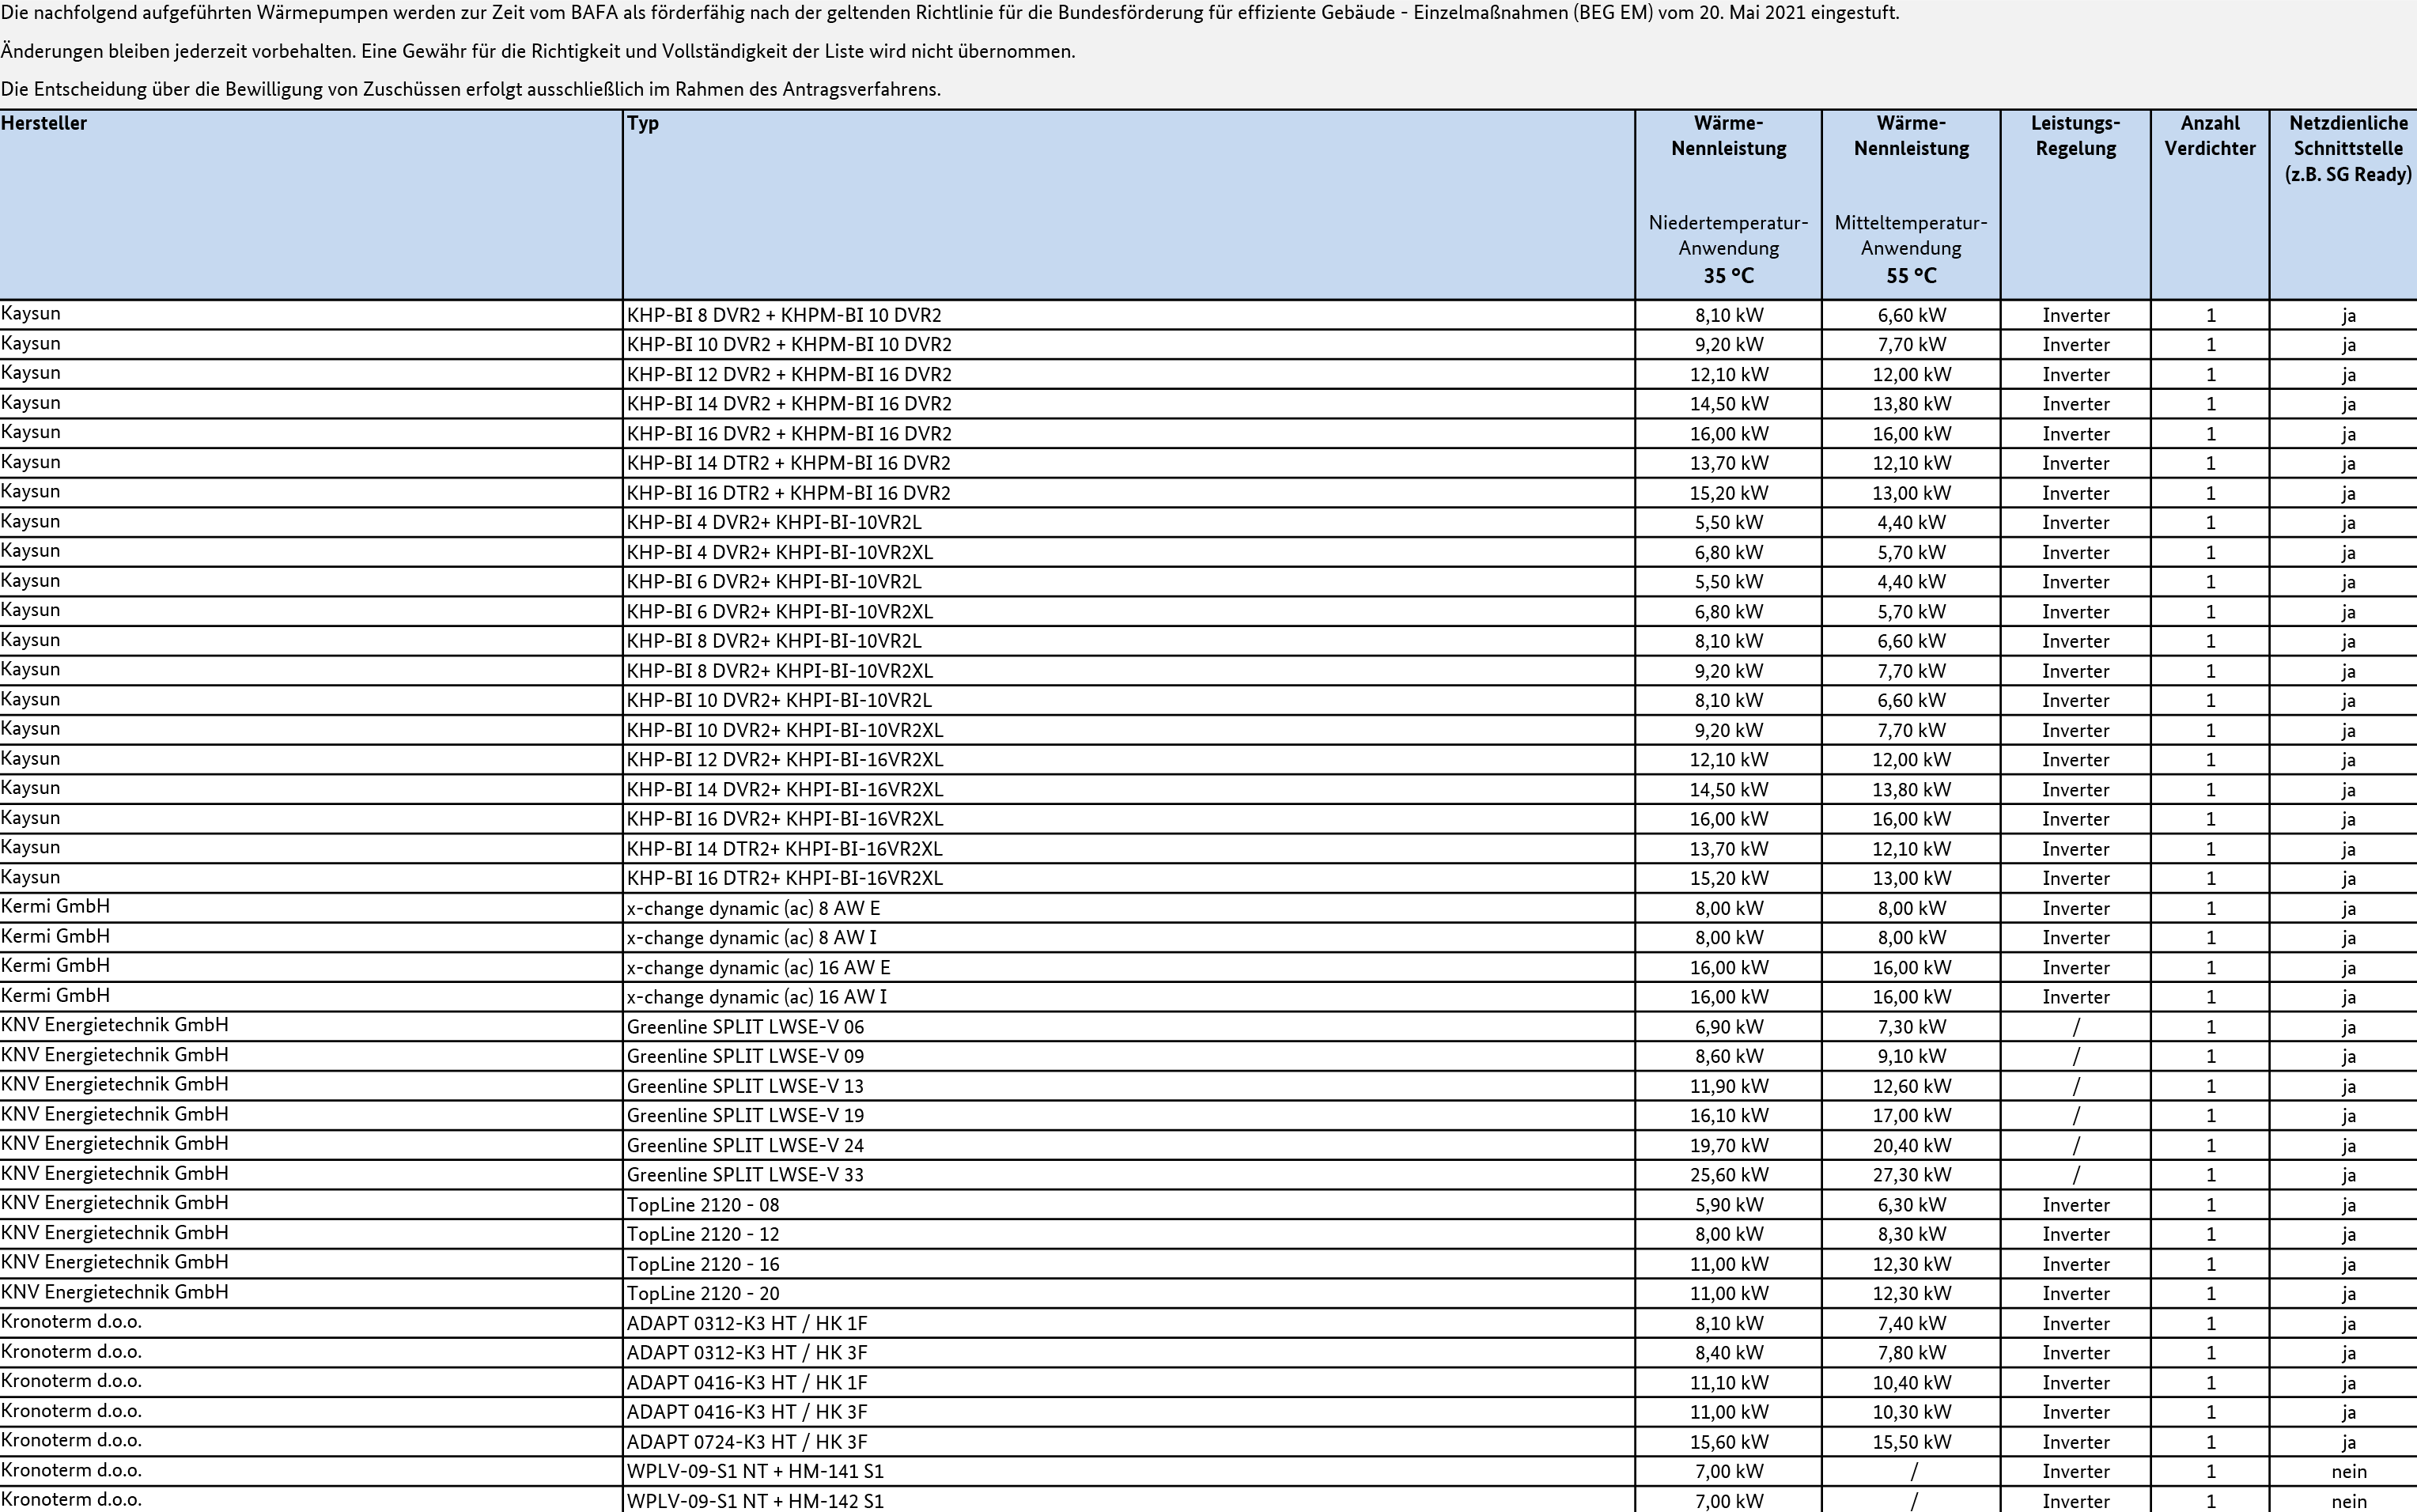 Die nachfolgend aufgeführten Wärmepumpen werden zur Zeit vom BAFA als förderfähig nach der geltenden Richtlinie für die Bundesförderung für effiziente Gebäude - Einzelmaßnahmen (BEG EM) vom 20. Mai 2021 eingestuft.
Änderungen bleiben jederzeit vorbehalten. Eine Gewähr für die Richtigkeit und Vollständigkeit der Liste wird nicht übernommen.
Die Entscheidung über die Bewilligung von Zuschüssen erfolgt ausschließlich im Rahmen des Antragsverfahrens.
Hersteller Typ Wärme- Wärme- Leistungs- Anzahl Netzdienliche
Nennleistung Nennleistung Regelung Verdichter Schnittstelle
(z.B. SG Ready)
Niedertemperatur- Mitteltemperatur-
Anwendung Anwendung
35 °C 55 °C
Kaysun KHP-BI 8 DVR2 + KHPM-BI 10 DVR2 8,10 kW 6,60 kW Inverter 1 ja
Kaysun KHP-BI 10 DVR2 + KHPM-BI 10 DVR2 9,20 kW 7,70 kW Inverter 1 ja
Kaysun KHP-BI 12 DVR2 + KHPM-BI 16 DVR2 12,10 kW 12,00 kW Inverter 1 ja
Kaysun KHP-BI 14 DVR2 + KHPM-BI 16 DVR2 14,50 kW 13,80 kW Inverter 1 ja
Kaysun KHP-BI 16 DVR2 + KHPM-BI 16 DVR2 16,00 kW 16,00 kW Inverter 1 ja
Kaysun KHP-BI 14 DTR2 + KHPM-BI 16 DVR2 13,70 kW 12,10 kW Inverter 1 ja
Kaysun KHP-BI 16 DTR2 + KHPM-BI 16 DVR2 15,20 kW 13,00 kW Inverter 1 ja
Kaysun KHP-BI 4 DVR2+ KHPI-BI-10VR2L 5,50 kW 4,40 kW Inverter 1 ja
Kaysun KHP-BI 4 DVR2+ KHPI-BI-10VR2XL 6,80 kW 5,70 kW Inverter 1 ja
Kaysun KHP-BI 6 DVR2+ KHPI-BI-10VR2L 5,50 kW 4,40 kW Inverter 1 ja
Kaysun KHP-BI 6 DVR2+ KHPI-BI-10VR2XL 6,80 kW 5,70 kW Inverter 1 ja
Kaysun KHP-BI 8 DVR2+ KHPI-BI-10VR2L 8,10 kW 6,60 kW Inverter 1 ja
Kaysun KHP-BI 8 DVR2+ KHPI-BI-10VR2XL 9,20 kW 7,70 kW Inverter 1 ja
Kaysun KHP-BI 10 DVR2+ KHPI-BI-10VR2L 8,10 kW 6,60 kW Inverter 1 ja
Kaysun KHP-BI 10 DVR2+ KHPI-BI-10VR2XL 9,20 kW 7,70 kW Inverter 1 ja
Kaysun KHP-BI 12 DVR2+ KHPI-BI-16VR2XL 12,10 kW 12,00 kW Inverter 1 ja
Kaysun KHP-BI 14 DVR2+ KHPI-BI-16VR2XL 14,50 kW 13,80 kW Inverter 1 ja
Kaysun KHP-BI 16 DVR2+ KHPI-BI-16VR2XL 16,00 kW 16,00 kW Inverter 1 ja
Kaysun KHP-BI 14 DTR2+ KHPI-BI-16VR2XL 13,70 kW 12,10 kW Inverter 1 ja
Kaysun KHP-BI 16 DTR2+ KHPI-BI-16VR2XL 15,20 kW 13,00 kW Inverter 1 ja
Kermi GmbH x-change dynamic (ac) 8 AW E 8,00 kW 8,00 kW Inverter 1 ja
Kermi GmbH x-change dynamic (ac) 8 AW I 8,00 kW 8,00 kW Inverter 1 ja
Kermi GmbH x-change dynamic (ac) 16 AW E 16,00 kW 16,00 kW Inverter 1 ja
Kermi GmbH x-change dynamic (ac) 16 AW I 16,00 kW 16,00 kW Inverter 1 ja
KNV Energietechnik GmbH Greenline SPLIT LWSE-V 06 6,90 kW 7,30 kW / 1 ja
KNV Energietechnik GmbH Greenline SPLIT LWSE-V 09 8,60 kW 9,10 kW / 1 ja
KNV Energietechnik GmbH Greenline SPLIT LWSE-V 13 11,90 kW 12,60 kW / 1 ja
KNV Energietechnik GmbH Greenline SPLIT LWSE-V 19 16,10 kW 17,00 kW / 1 ja
KNV Energietechnik GmbH Greenline SPLIT LWSE-V 24 19,70 kW 20,40 kW / 1 ja
KNV Energietechnik GmbH Greenline SPLIT LWSE-V 33 25,60 kW 27,30 kW / 1 ja
KNV Energietechnik GmbH TopLine 2120 - 08 5,90 kW 6,30 kW Inverter 1 ja
KNV Energietechnik GmbH TopLine 2120 - 12 8,00 kW 8,30 kW Inverter 1 ja
KNV Energietechnik GmbH TopLine 2120 - 16 11,00 kW 12,30 kW Inverter 1 ja
KNV Energietechnik GmbH TopLine 2120 - 20 11,00 kW 12,30 kW Inverter 1 ja
Kronoterm d.o.o. ADAPT 0312-K3 HT / HK 1F 8,10 kW 7,40 kW Inverter 1 ja
Kronoterm d.o.o. ADAPT 0312-K3 HT / HK 3F 8,40 kW 7,80 kW Inverter 1 ja
Kronoterm d.o.o. ADAPT 0416-K3 HT / HK 1F 11,10 kW 10,40 kW Inverter 1 ja
Kronoterm d.o.o. ADAPT 0416-K3 HT / HK 3F 11,00 kW 10,30 kW Inverter 1 ja
Kronoterm d.o.o. ADAPT 0724-K3 HT / HK 3F 15,60 kW 15,50 kW Inverter 1 ja
Kronoterm d.o.o. WPLV-09-S1 NT + HM-141 S1 7,00 kW / Inverter 1 nein
Kronoterm d.o.o. WPLV-09-S1 NT + HM-142 S1 7,00 kW / Inverter 1 nein